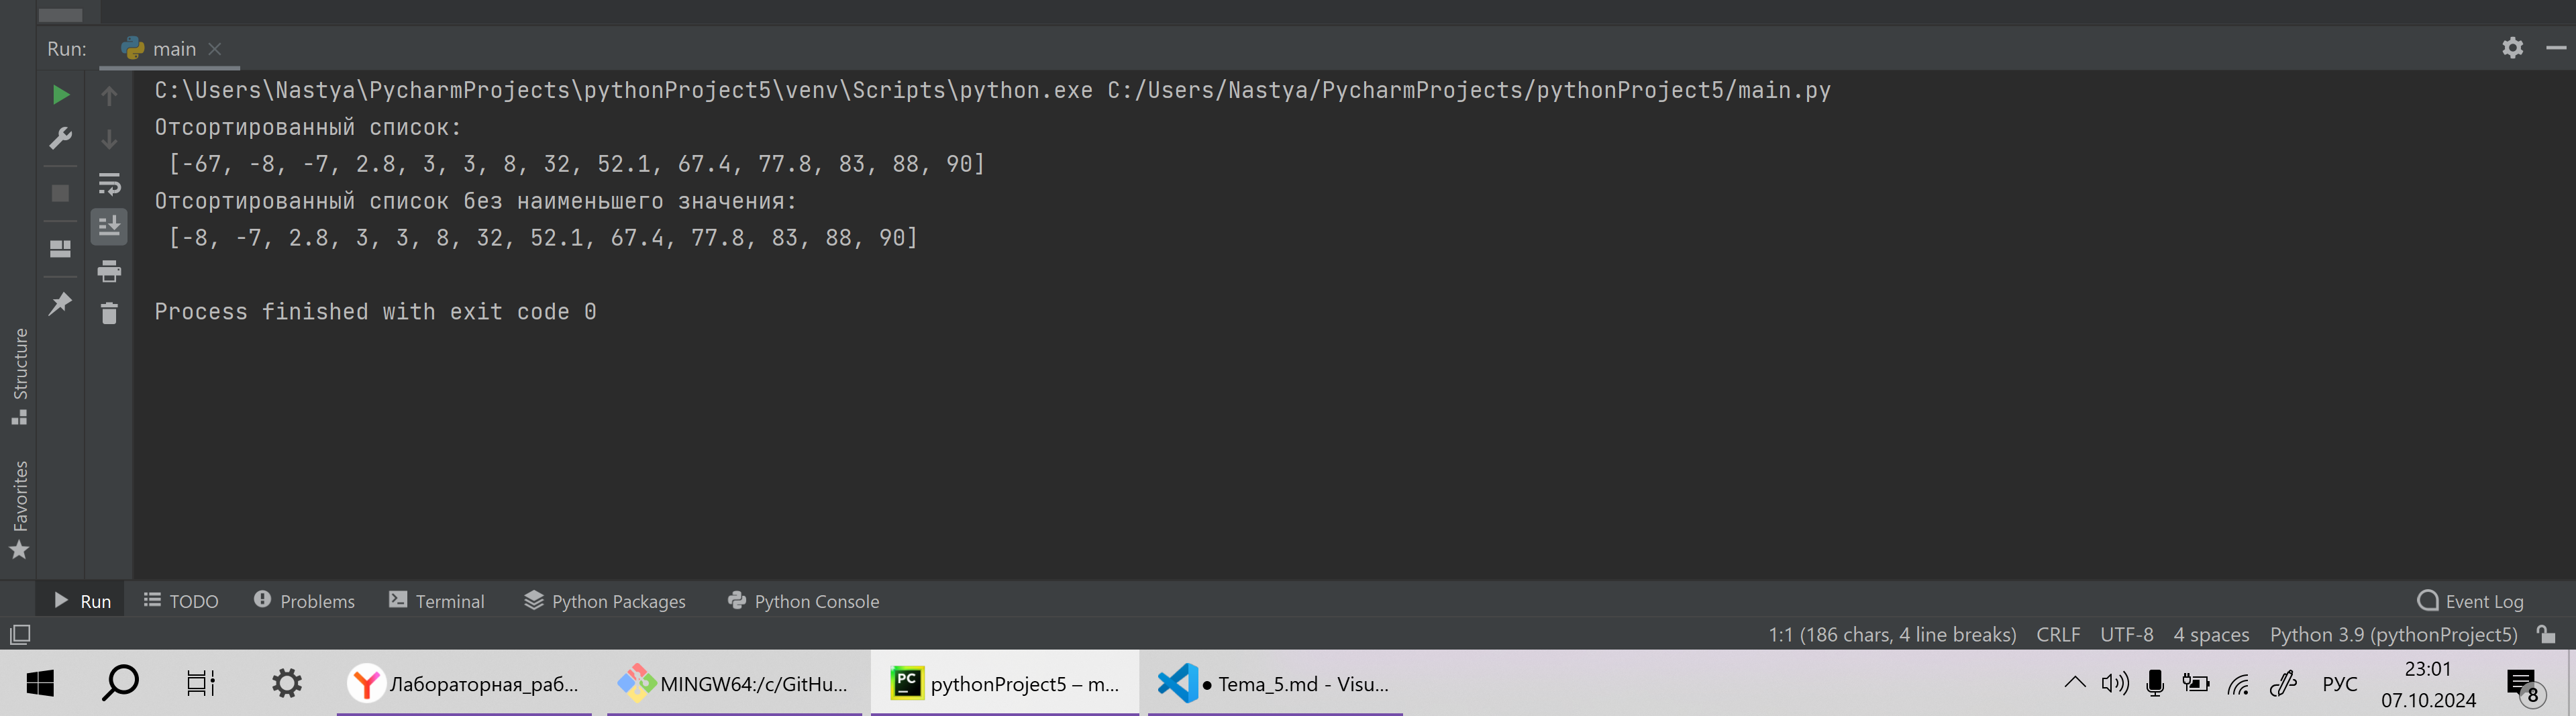 Run: main
C:\Users\Nastya\PycharmProjects\pythonProject5\venv\Scripts\python.exe C:/Users/Nastya/PycharmProjects/pythonProject5/main.py
Отсортированный список:
[-67, -8, -7, 2.8, 3, 3, 8, 32, 52.1, 67.4, 77.8, 83, 88, 90]
Отсортированный список без наименьшего значения:
[-8, -7, 2.8, 3, 3, 8, 32, 52.1, 67.4, 77.8, 83, 88, 90]
Process finished with exit code 0
Structure
Favorites
Run TODO Problems Terminal Python Packages Python Console Event Log
1:1 (186 chars, 4 line breaks) CRLF UTF-8 4 spaces Python 3.9 (pythonProject5)
Лабораторная_раб... MINGW64:/c/GitHu... PC pythonProject5 – m... ● Tema_5.md - Visu... РУС 23:01
07.10.2024 8